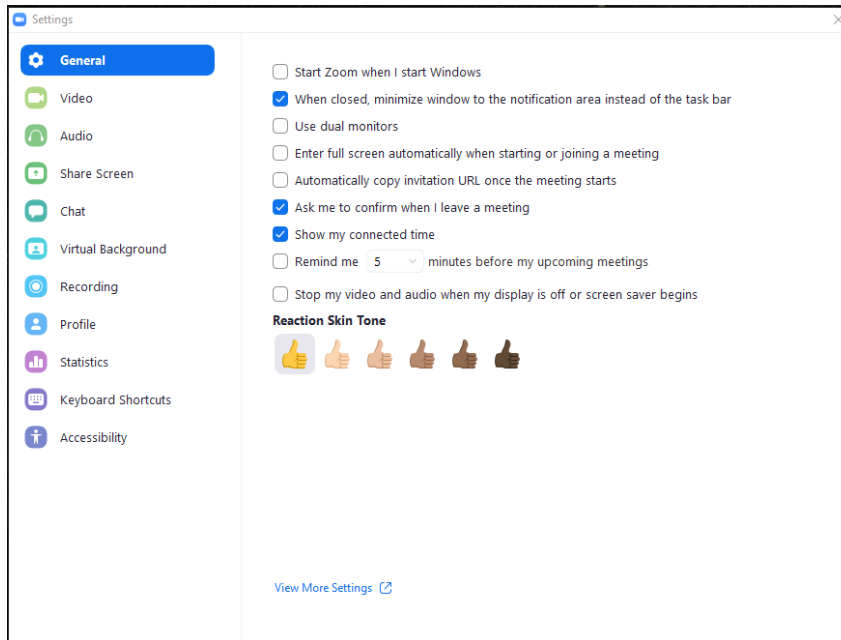 Settings
General
Video
Audio
Share Screen
Chat
Virtual Background
Recording
Profile
Statistics
Keyboard Shortcuts
Accessibility
Start Zoom when I start Windows
When closed, minimize window to the notification area instead of the task bar
Use dual monitors
Enter full screen automatically when starting or joining a meeting
Automatically copy invitation URL once the meeting starts
Ask me to confirm when I leave a meeting
Show my connected time
Remind me 5 minutes before my upcoming meetings
Stop my video and audio when my display is off or screen saver begins
Reaction Skin Tone
View More Settings